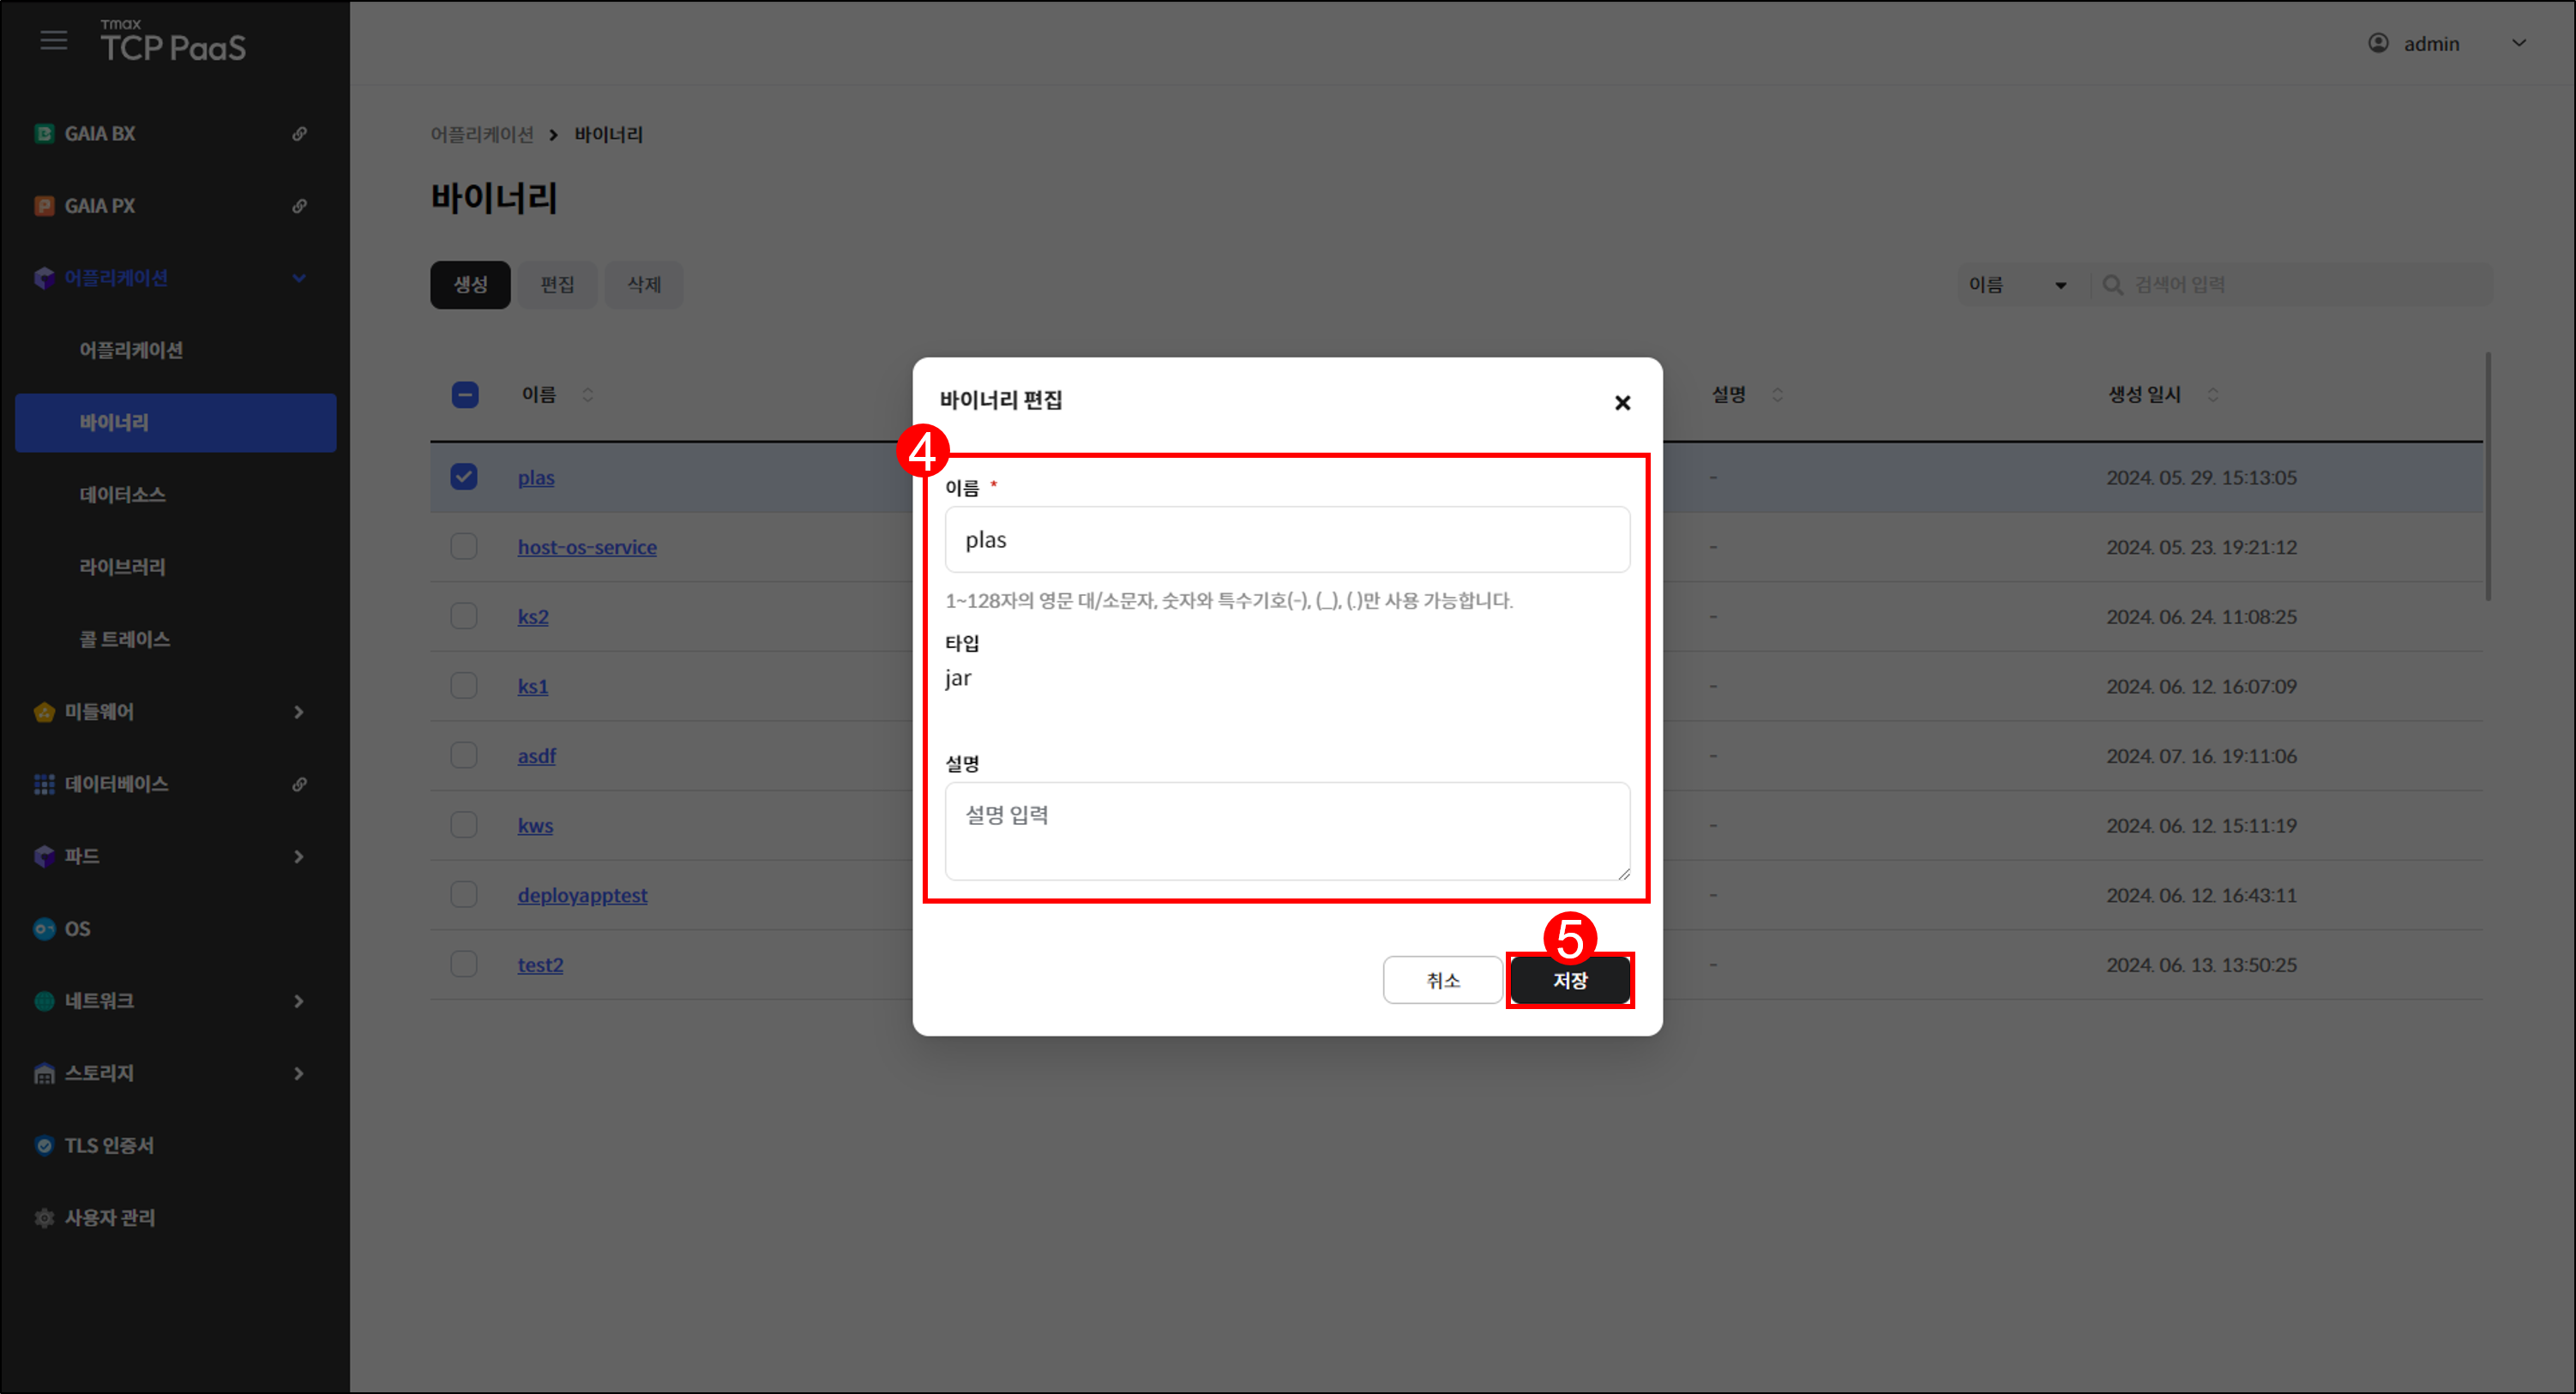 Tmax
TCP PaaS
admin
GAIA BX
GAIA PX
어플리케이션
어플리케이션
바이너리
데이터소스
라이브러리
콜 트레이스
미들웨어
데이터베이스
파드
OS
네트워크
스토리지
TLS 인증서
사용자 관리
어플리케이션 > 바이너리
바이너리
생성 편집 삭제
이름 검색어 입력
이름 설명 생성 일시
plas - 2024. 05. 29. 15:13:05
host-os-service - 2024. 05. 23. 19:21:12
ks2 - 2024. 06. 24. 11:08:25
ks1 - 2024. 06. 12. 16:07:09
asdf - 2024. 07. 16. 19:11:06
kws - 2024. 06. 12. 15:11:19
deployapptest - 2024. 06. 12. 16:43:11
test2 - 2024. 06. 13. 13:50:25
바이너리 편집
4
이름 *
plas
1~128자의 영문 대/소문자, 숫자와 특수기호(-), (_), (.)만 사용 가능합니다.
타입
jar
설명
설명 입력
5
취소 저장